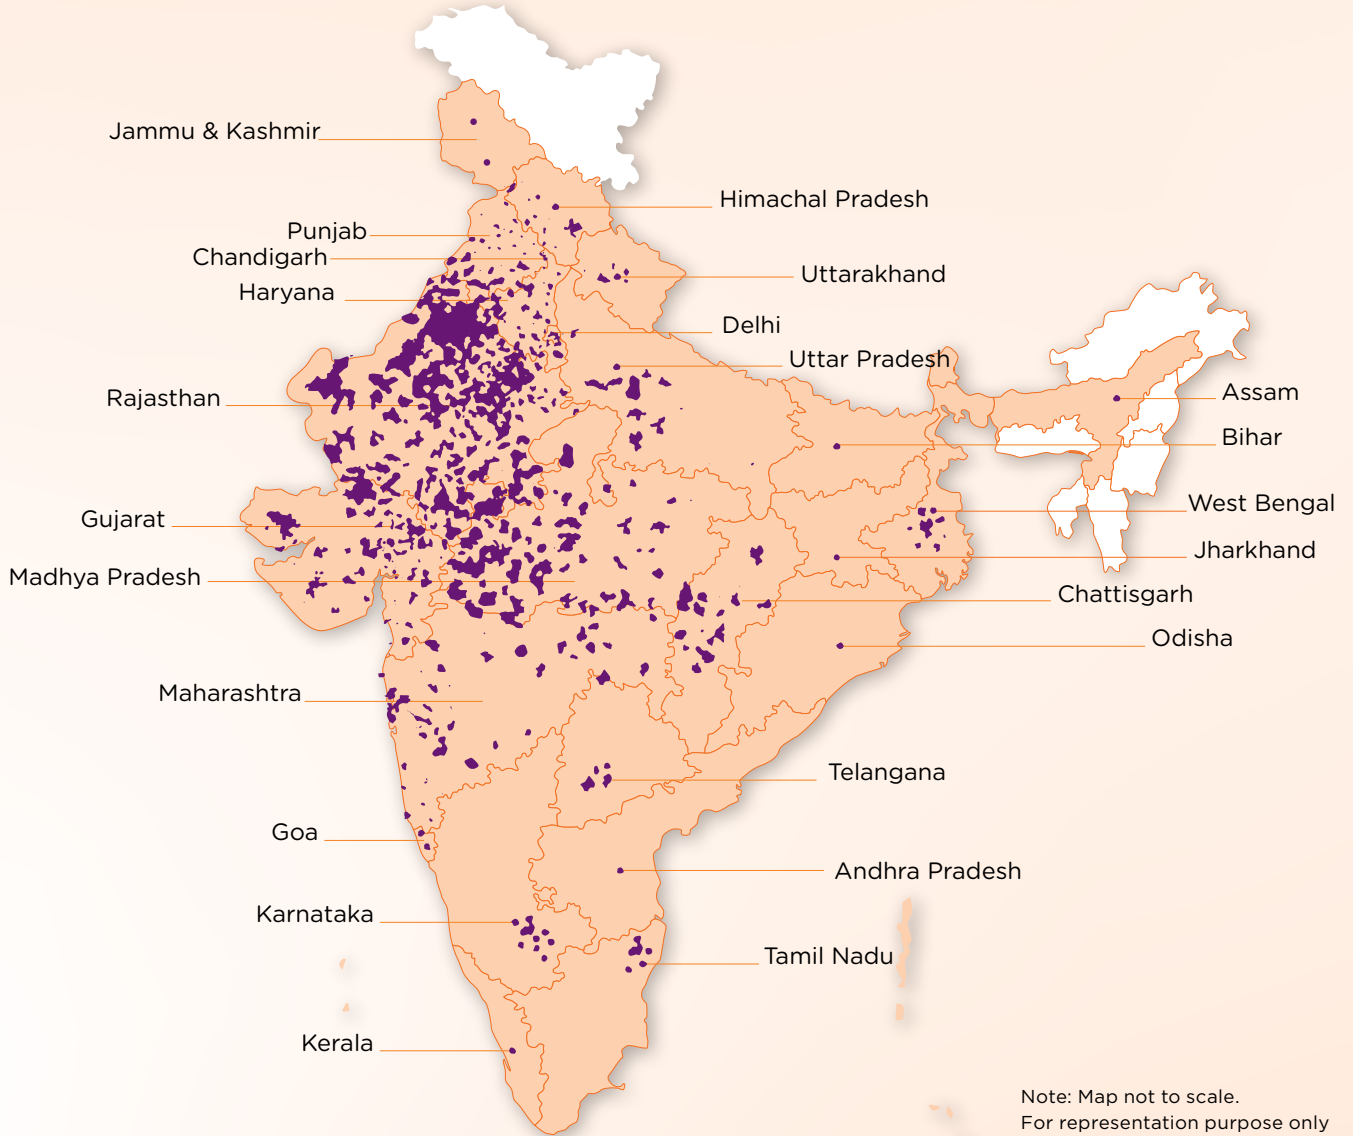 Jammu & Kashmir
Himachal Pradesh
Punjab
Chandigarh
Uttarakhand
Haryana
Delhi
Uttar Pradesh
Rajasthan
Assam
Bihar
West Bengal
Gujarat
Jharkhand
Madhya Pradesh
Chattisgarh
Odisha
Maharashtra
Telangana
Goa
Andhra Pradesh
Karnataka
Tamil Nadu
Kerala
Note: Map not to scale.
For representation purpose only